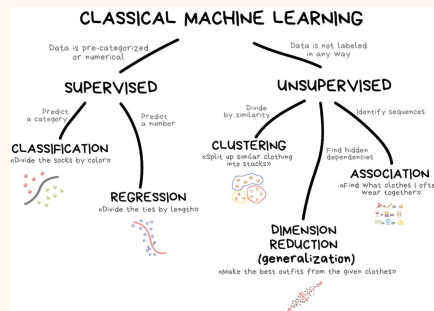 CLASSICAL MACHINE LEARNING
Data is pre-categorized
or numerical
Data is not labeled
in any way
SUPERVISED
UNSUPERVISED
Predict
a category
Predict
a number
Divide
by similarity
Identify sequences
Find hidden
dependencies
CLASSIFICATION
«Divide the socks by color»
REGRESSION
«Divide the ties by length»
CLUSTERING
«Split up similar clothing
into stacks»
ASSOCIATION
«Find what clothes I ofte
wear together»
DIMENSION
REDUCTION
(generalization)
«Make the best outfits from the given clothes»